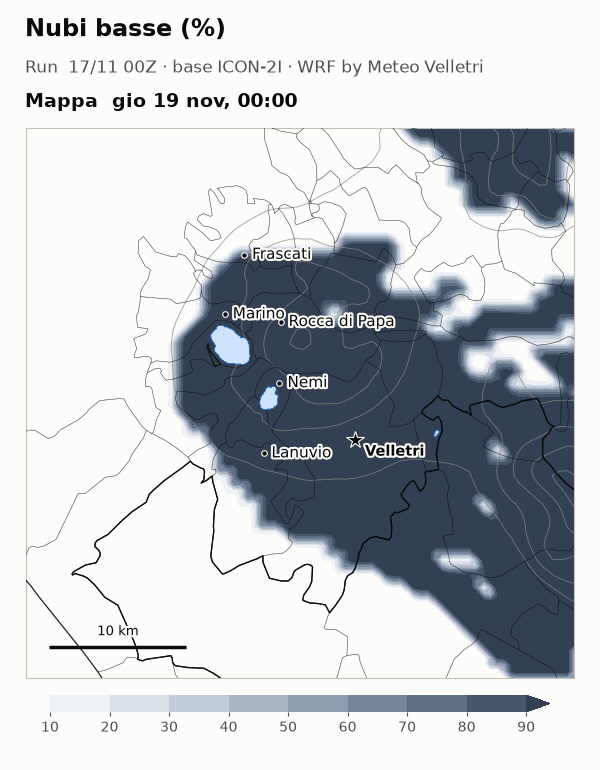 Nubi basse (%)
Run  17/11 00Z · base ICON-2I · WRF by Meteo Velletri
Mappa  gio 19 nov, 00:00
Frascati
Marino
Rocca di Papa
Nemi
Velletri
Lanuvio
10 km
10 20 30 40 50 60 70 80 90